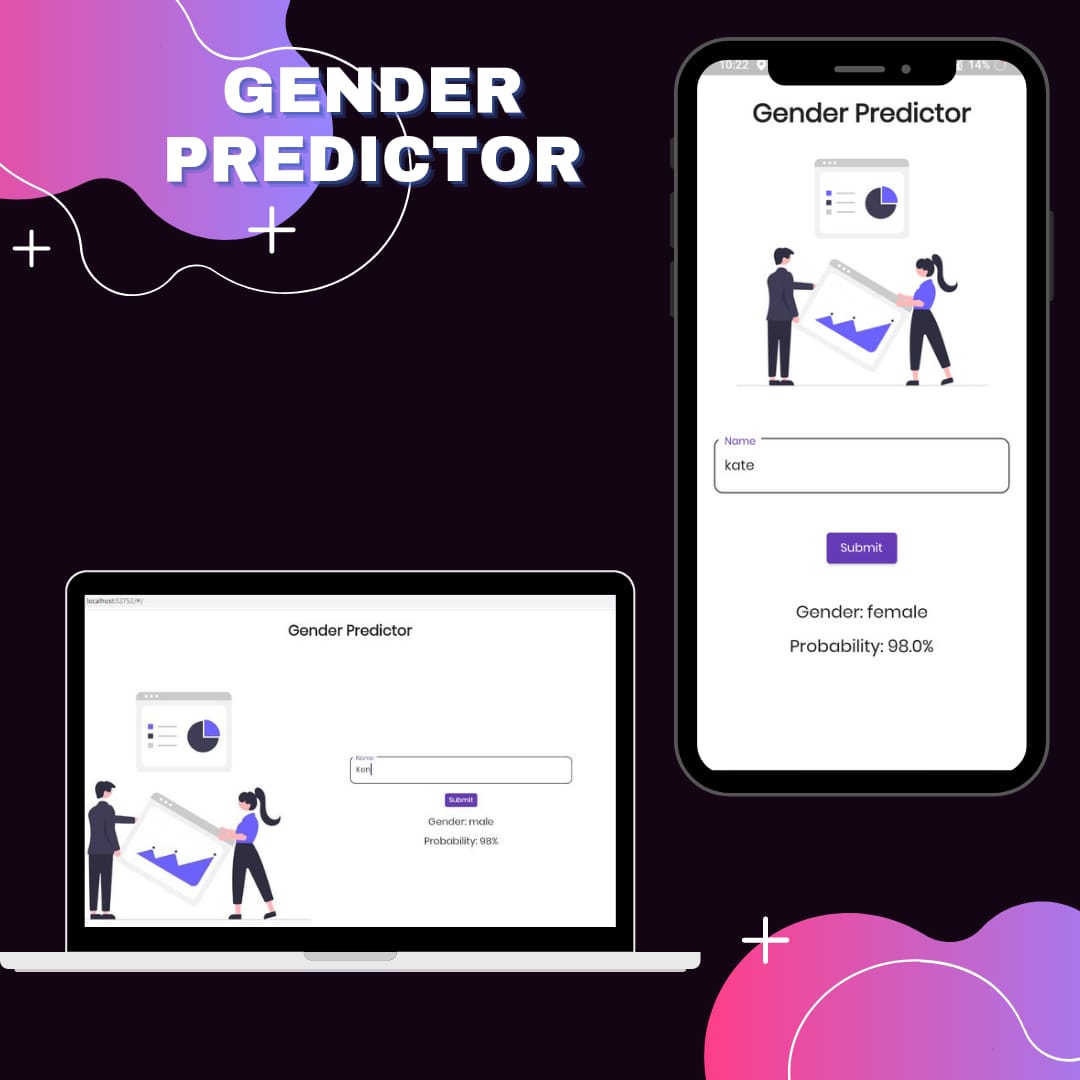 GENDER
PREDICTOR
10:22
14%
Gender Predictor
Name
kate
Submit
Gender: female
Probability: 98.0%
localhost:53752/#/
Gender Predictor
Name
Ken
Submit
Gender: male
Probability: 98%